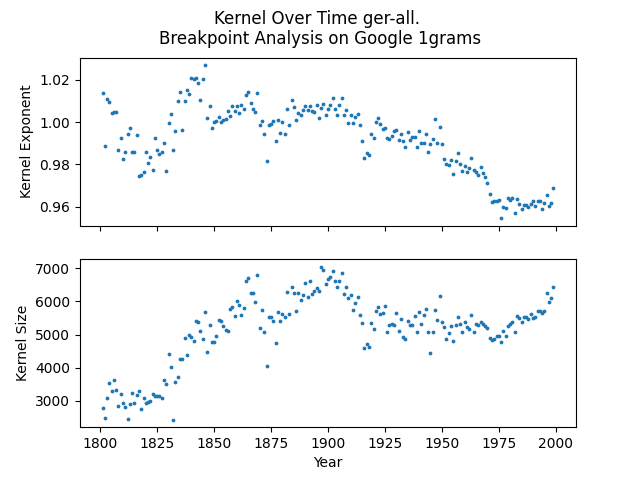 Kernel Over Time ger-all.
Breakpoint Analysis on Google 1grams
1.02
1.00
0.98
0.96
Kernel Exponent
7000
6000
5000
4000
3000
Kernel Size
1800 1825 1850 1875 1900 1925 1950 1975 2000
Year